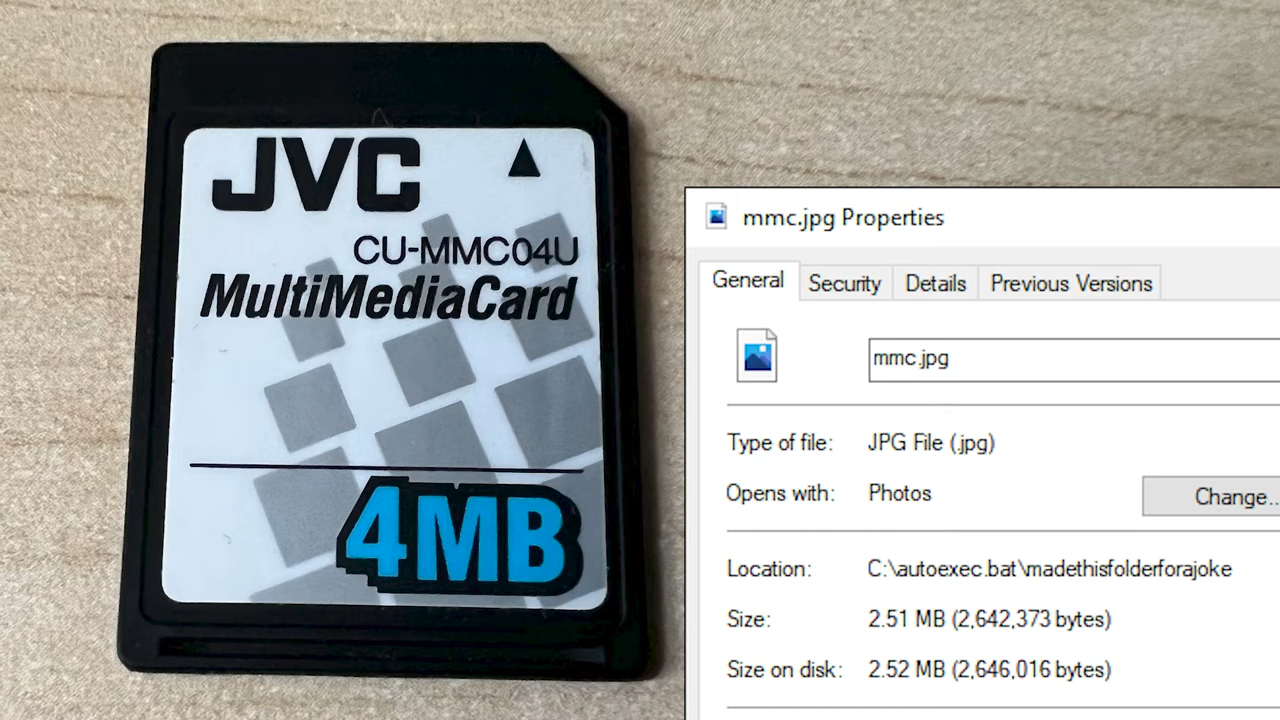 JVC
CU-MMC04U
MultiMediaCard
4MB
mmc.jpg Properties
General Security Details Previous Versions
mmc.jpg
Type of file: JPG File (.jpg)
Opens with: Photos Change...
Location: C:\autoexec.bat\madethisfolderforajoke
Size: 2.51 MB (2,642,373 bytes)
Size on disk: 2.52 MB (2,646,016 bytes)